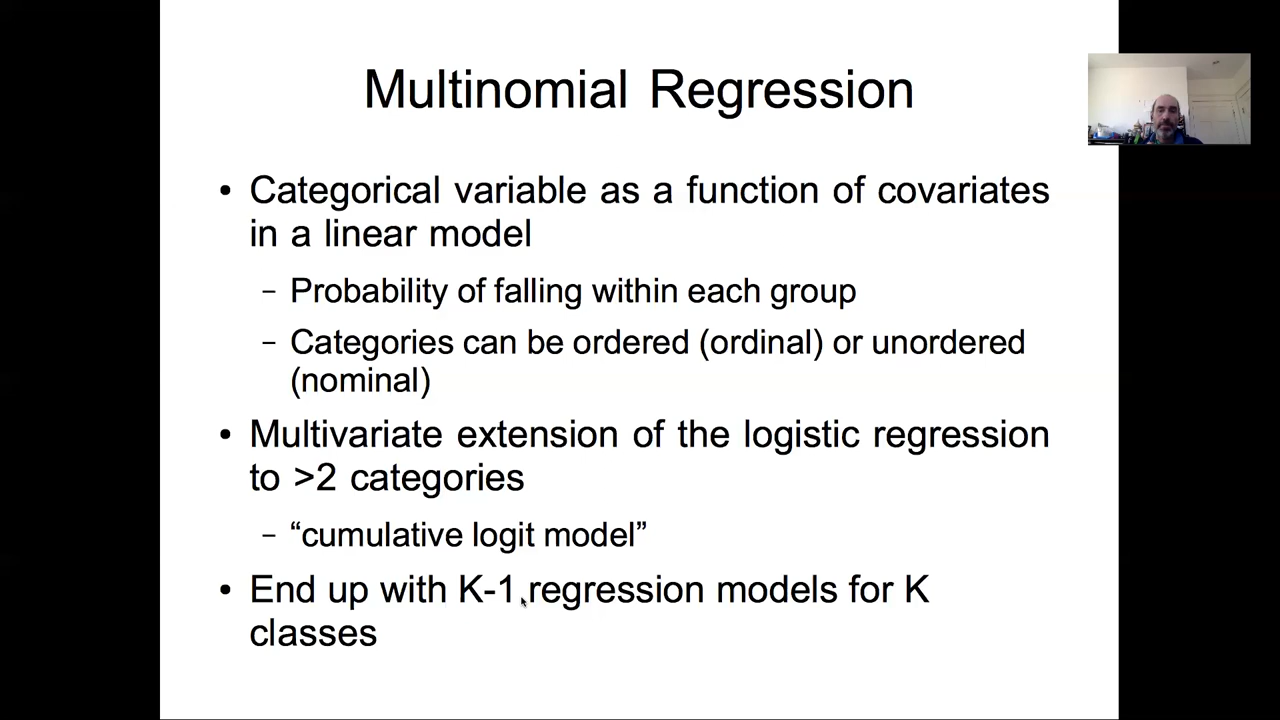 Multinomial Regression
• Categorical variable as a function of covariates
in a linear model
– Probability of falling within each group
– Categories can be ordered (ordinal) or unordered
(nominal)
• Multivariate extension of the logistic regression
to >2 categories
– “cumulative logit model”
• End up with K-1 regression models for K
classes